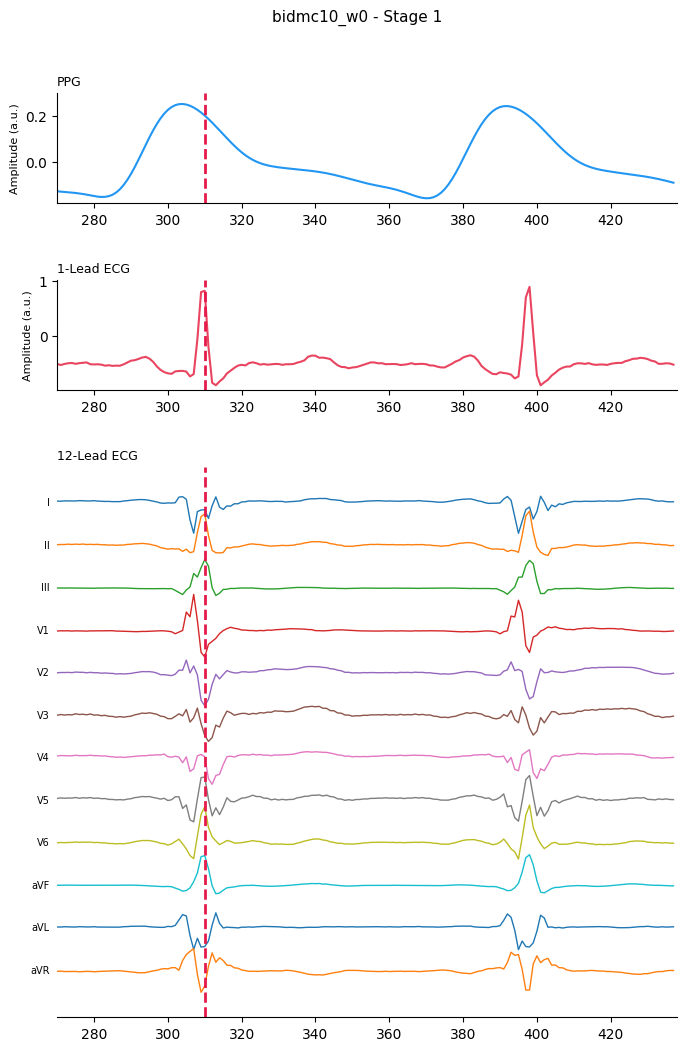 bidmc10_w0 - Stage 1
PPG
Amplitude (a.u.)
0.2
0.0
280 300 320 340 360 380 400 420
1-Lead ECG
Amplitude (a.u.)
1
0
280 300 320 340 360 380 400 420
12-Lead ECG
I
II
III
V1
V2
V3
V4
V5
V6
aVF
aVL
aVR
280 300 320 340 360 380 400 420